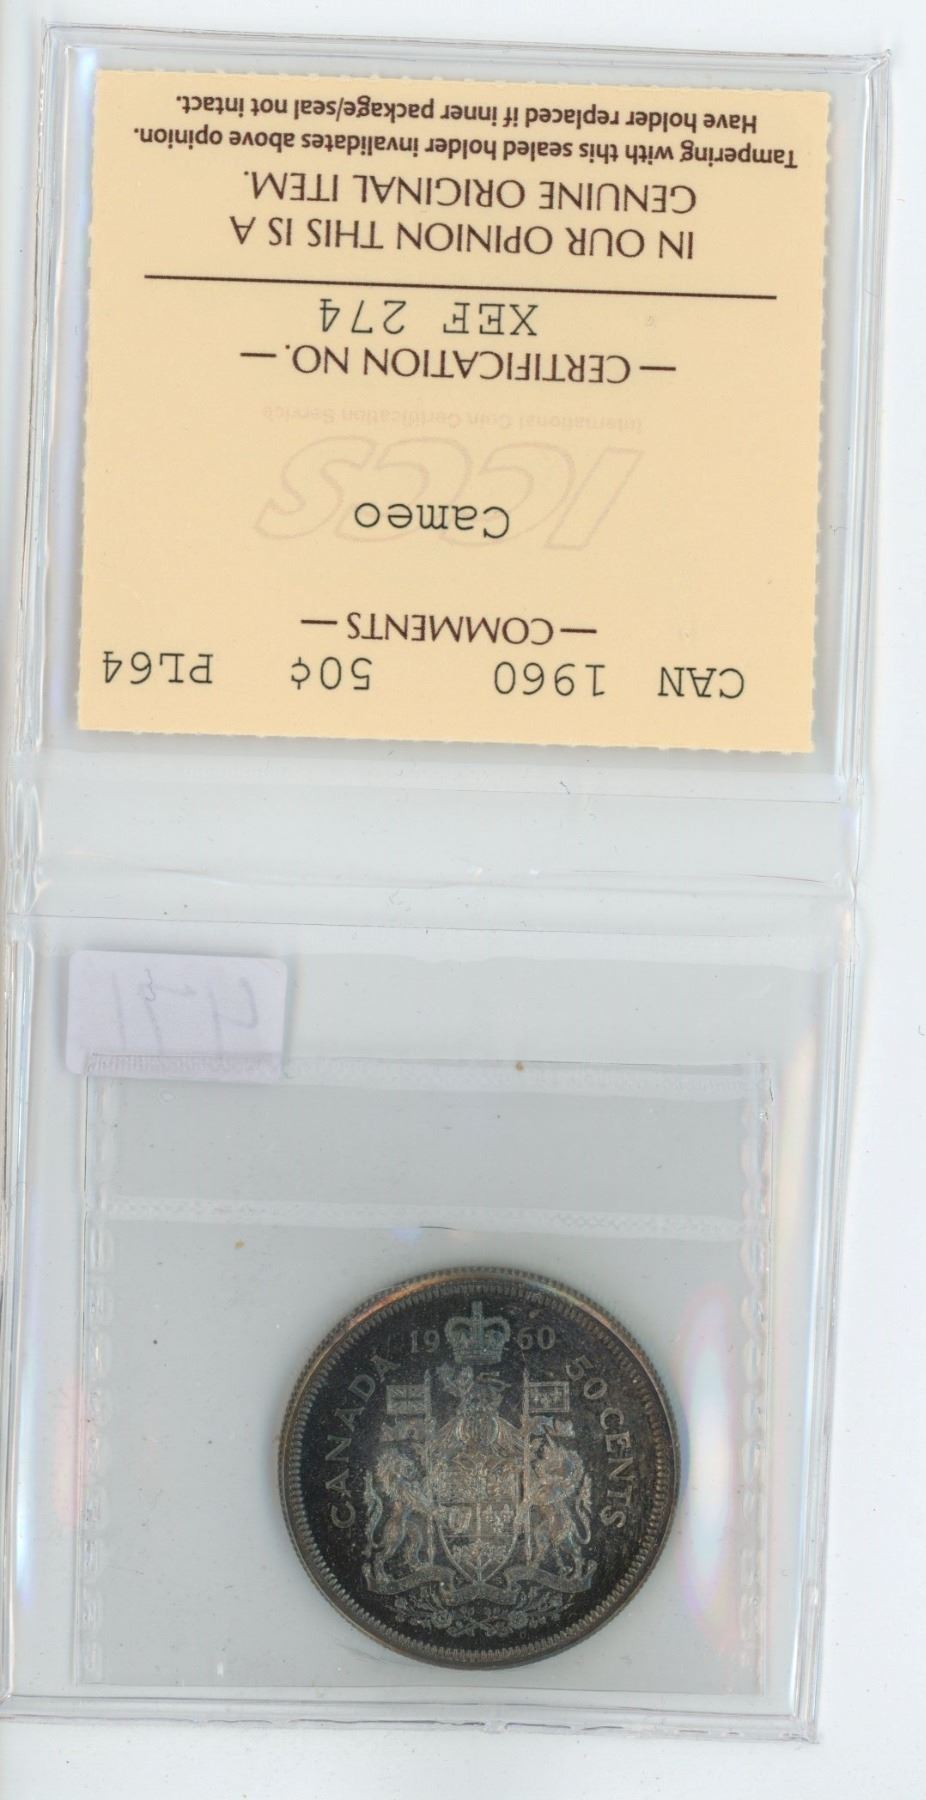 CAN 1960 50¢ PL64
— COMMENTS —
Cameo
ICCS
International Coin Certification Service
— CERTIFICATION NO. —
XEF 274
IN OUR OPINION THIS IS A
GENUINE ORIGINAL ITEM.
Tampering with this sealed holder invalidates above opinion.
Have holder replaced if inner package/seal not intact.
CANADA 1960 50 CENTS